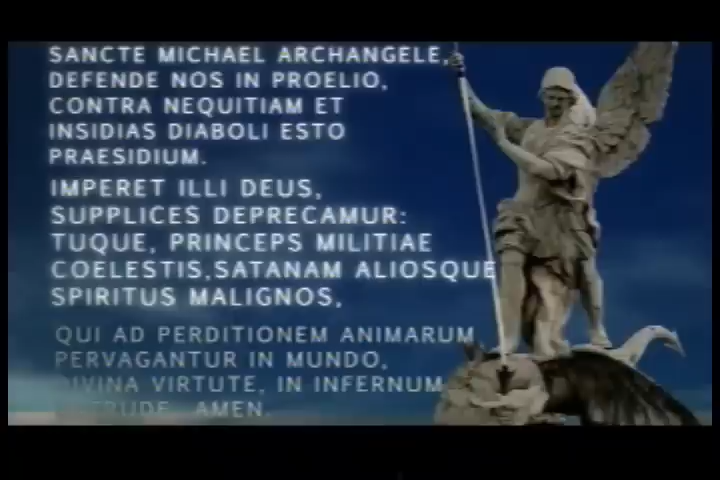 SANCTE MICHAEL ARCHANGELE,
DEFENDE NOS IN PROELIO,
CONTRA NEQUITIAM ET
INSIDIAS DIABOLI ESTO
PRAESIDIUM.
IMPERET ILLI DEUS,
SUPPLICES DEPRECAMUR:
TUQUE, PRINCEPS MILITIAE
COELESTIS,SATANAM ALIOSQUE
SPIRITUS MALIGNOS,
QUI AD PERDITIONEM ANIMARUM
PERVAGANTUR IN MUNDO,
DIVINA VIRTUTE, IN INFERNUM
AMEN.